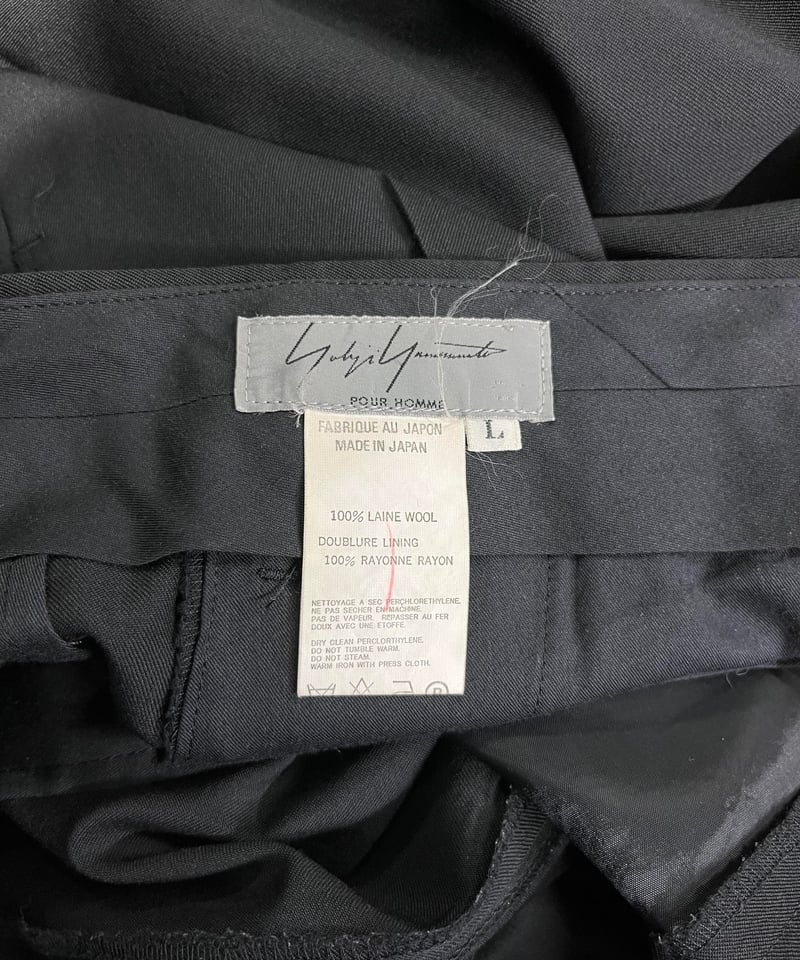 Yohji Yamamoto
POUR HOMME
L
FABRIQUE AU JAPON
MADE IN JAPAN
100% LAINE WOOL
DOUBLURE LINING
100% RAYONNE RAYON
NETTOYAGE A SEC PERCHLORETHYLENE.
NE PAS SECHER EN MACHINE.
PAS DE VAPEUR. REPASSER AU FER
DOUX AVEC UNE ETOFFE.
DRY CLEAN PERCLORTHYLENE.
DO NOT TUMBLE WARM.
DO NOT STEAM.
WARM IRON WITH PRESS CLOTH.